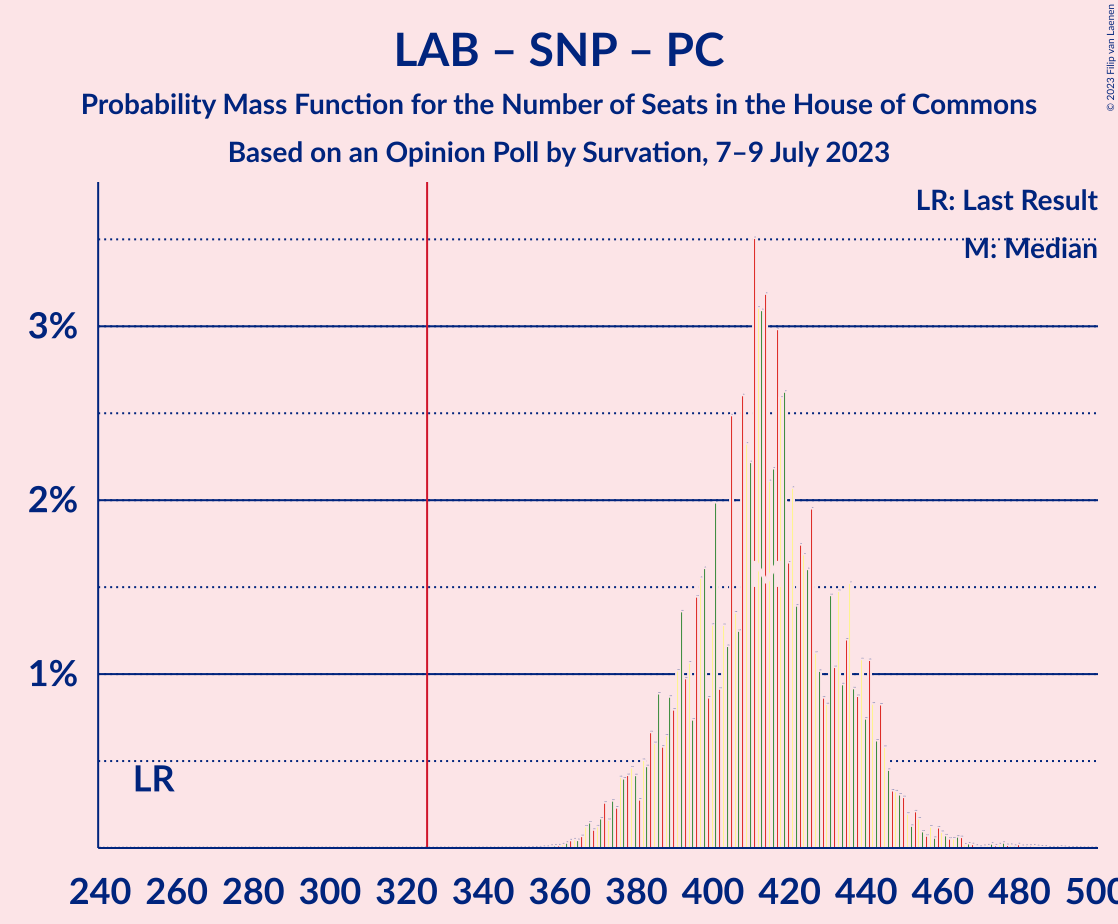 LAB – SNP – PC
Probability Mass Function for the Number of Seats in the House of Commons
Based on an Opinion Poll by Survation, 7–9 July 2023
© 2023 Filip van Laenen
LR: Last Result
M: Median
3%
2%
1%
LR
240 260 280 300 320 340 360 380 400 420 440 460 480 500